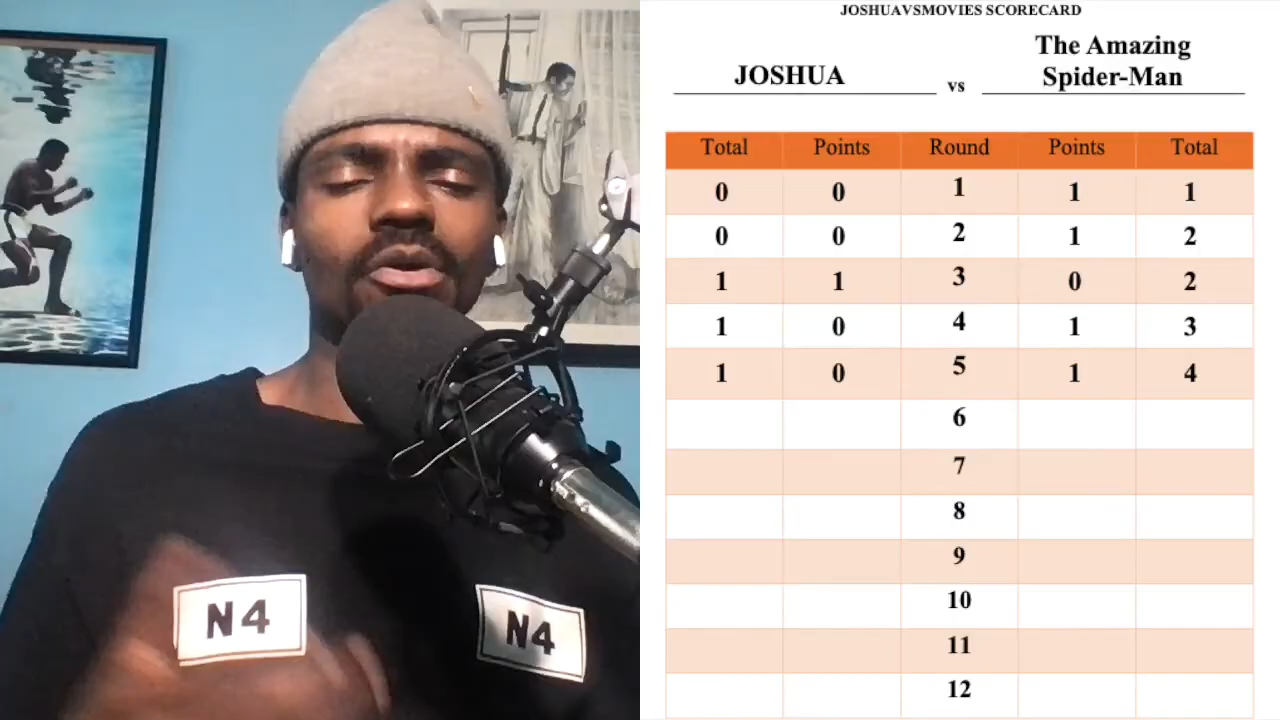 JOSHUAVSMOVIES SCORECARD
JOSHUA vs The Amazing
Spider-Man
Total Points Round Points Total
0 0 1 1 1
0 0 2 1 2
1 1 3 0 2
1 0 4 1 3
1 0 5 1 4
6
7
8
9
10
11
12
N4
N4